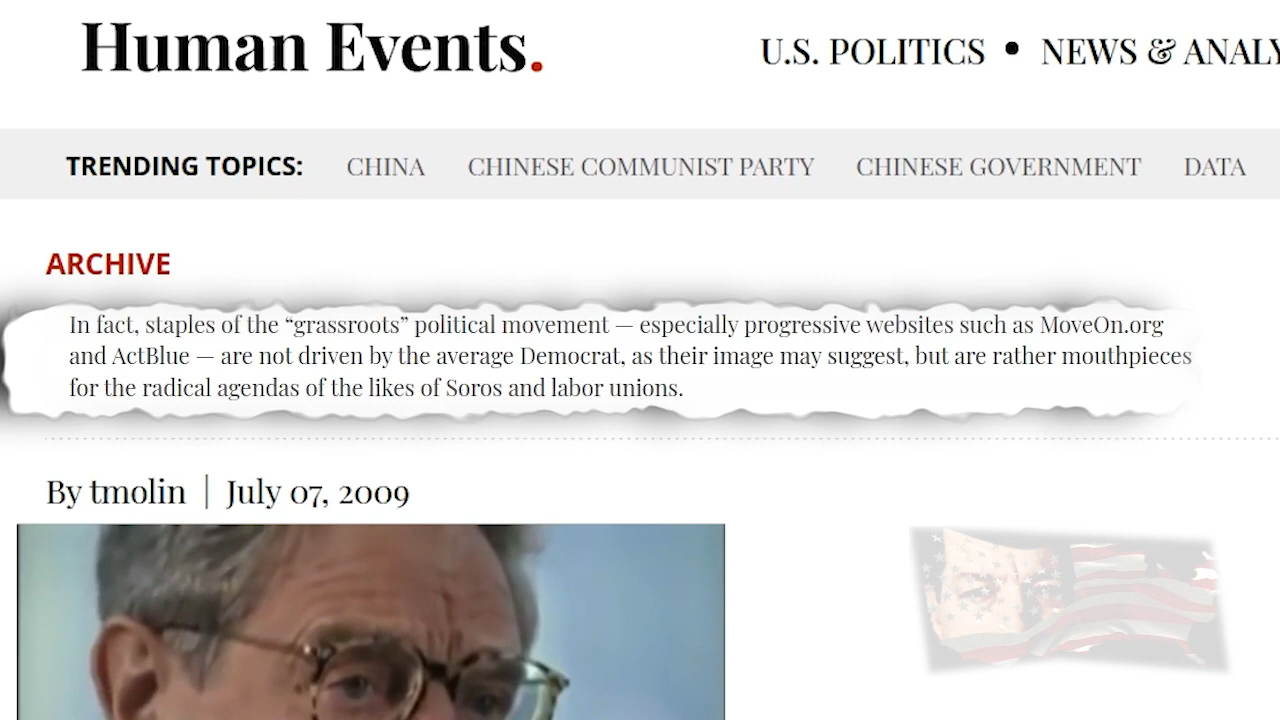 Human Events.
U.S. POLITICS • NEWS & ANALY
TRENDING TOPICS: CHINA CHINESE COMMUNIST PARTY CHINESE GOVERNMENT DATA
ARCHIVE
In fact, staples of the “grassroots” political movement — especially progressive websites such as MoveOn.org
and ActBlue — are not driven by the average Democrat, as their image may suggest, but are rather mouthpieces
for the radical agendas of the likes of Soros and labor unions.
By tmolin | July 07, 2009